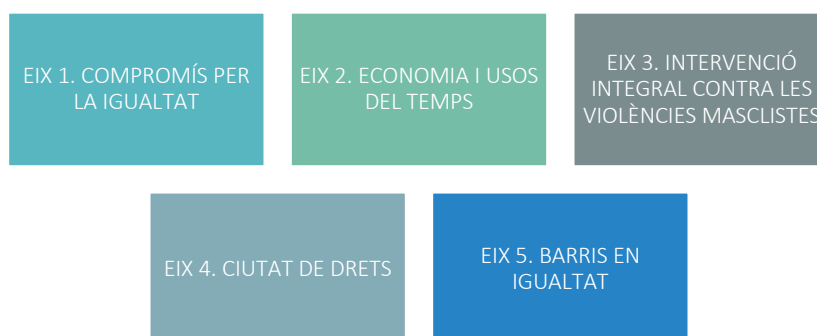 EIX 1. COMPROMÍS PER
LA IGUALTAT
EIX 2. ECONOMIA I USOS
DEL TEMPS
EIX 3. INTERVENCIÓ
INTEGRAL CONTRA LES
VIOLÈNCIES MASCLISTES
EIX 4. CIUTAT DE DRETS
EIX 5. BARRIS EN
IGUALTAT